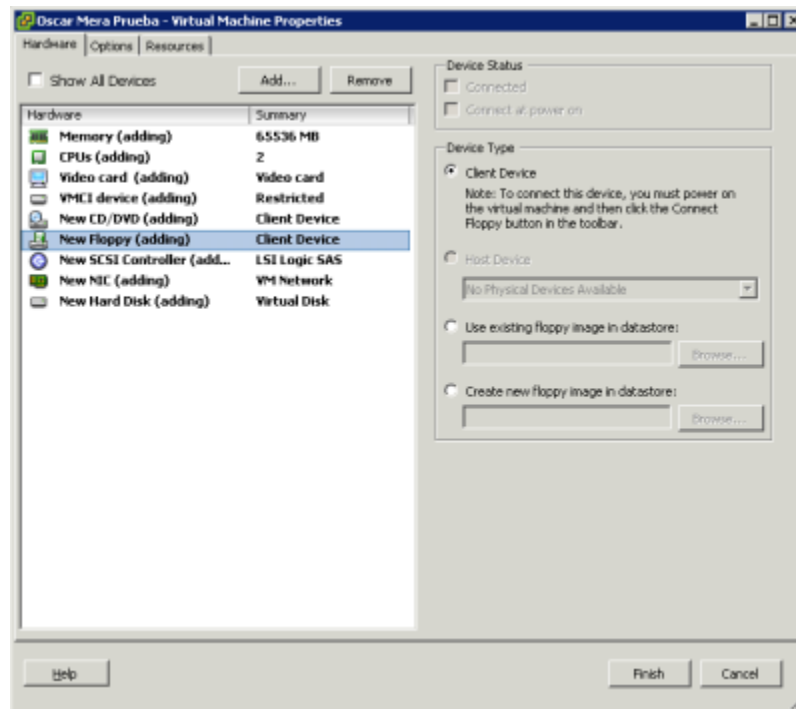 Oscar Mera Prueba - Virtual Machine Properties
Hardware Options Resources
Show All Devices Add... Remove
Hardware Summary
Memory (adding) 65536 MB
CPUs (adding) 2
Video card (adding) Video card
VMCI device (adding) Restricted
New CD/DVD (adding) Client Device
New Floppy (adding) Client Device
New SCSI Controller (add... LSI Logic SAS
New NIC (adding) VM Network
New Hard Disk (adding) Virtual Disk
Device Status
Connected
Connect at power on
Device Type
Client Device
Note: To connect this device, you must power on
the virtual machine and then click the Connect
Floppy button in the toolbar.
Host Device
No Physical Devices Available
Use existing floppy image in datastore:
Browse...
Create new floppy image in datastore:
Browse...
Help Finish Cancel